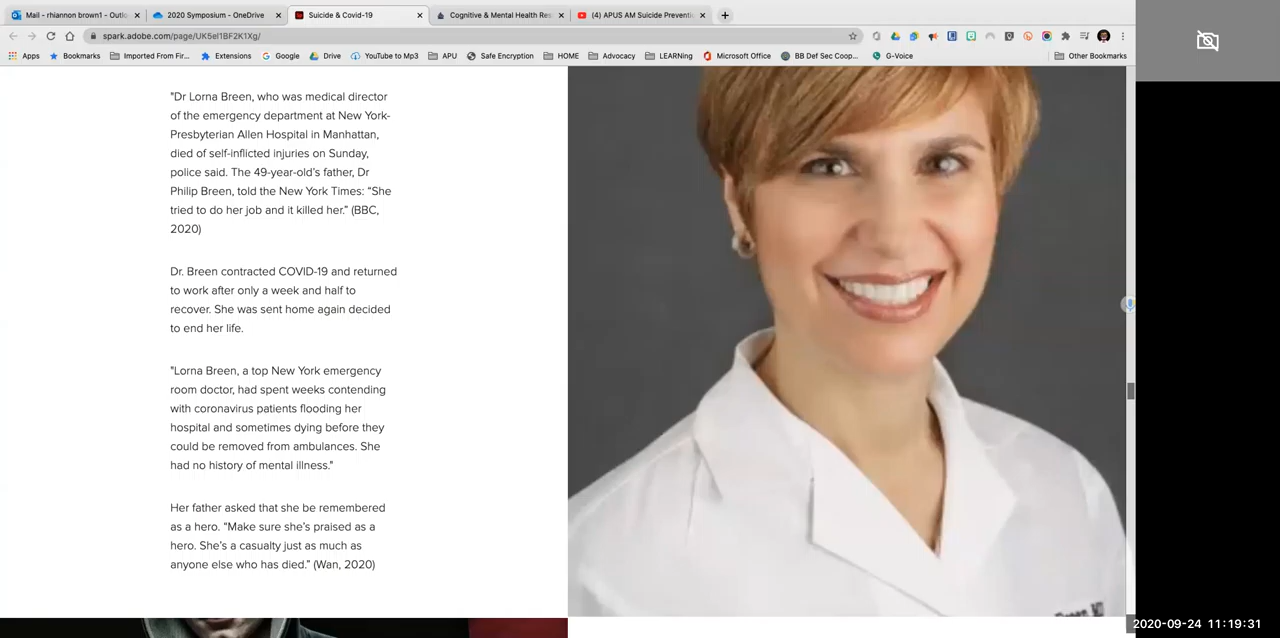 Mail - rhiannon brown1 - Outlo
2020 Symposium - OneDrive
Suicide & Covid-19
Cognitive & Mental Health Res
(4) APUS AM Suicide Preventi
spark.adobe.com/page/UK5el1BF2K1Xg/
Apps
Bookmarks
Imported From Fir...
Extensions
Google
Drive
YouTube to Mp3
APU
Safe Encryption
HOME
Advocacy
LEARNing
Microsoft Office
BB Def Sec Coop...
G-Voice
Other Bookmarks
"Dr Lorna Breen, who was medical director
of the emergency department at New York-
Presbyterian Allen Hospital in Manhattan,
died of self-inflicted injuries on Sunday,
police said. The 49-year-old's father, Dr
Philip Breen, told the New York Times: “She
tried to do her job and it killed her.” (BBC,
2020)
Dr. Breen contracted COVID-19 and returned
to work after only a week and half to
recover. She was sent home again decided
to end her life.
"Lorna Breen, a top New York emergency
room doctor, had spent weeks contending
with coronavirus patients flooding her
hospital and sometimes dying before they
could be removed from ambulances. She
had no history of mental illness."
Her father asked that she be remembered
as a hero. “Make sure she’s praised as a
hero. She’s a casualty just as much as
anyone else who has died.” (Wan, 2020)
2020-09-24 11:19:31